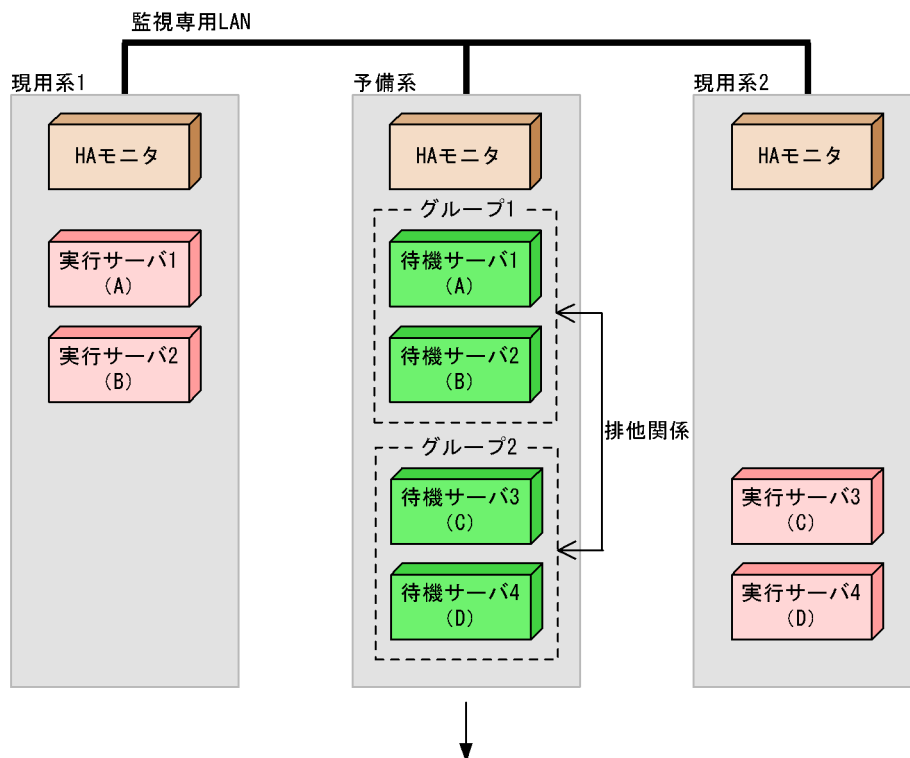 監視専用LAN
現用系1
予備系
現用系2
HAモニタ
HAモニタ
HAモニタ
グループ1
実行サーバ1
(A)
待機サーバ1
(A)
実行サーバ2
(B)
待機サーバ2
(B)
排他関係
グループ2
待機サーバ3
(C)
実行サーバ3
(C)
待機サーバ4
(D)
実行サーバ4
(D)